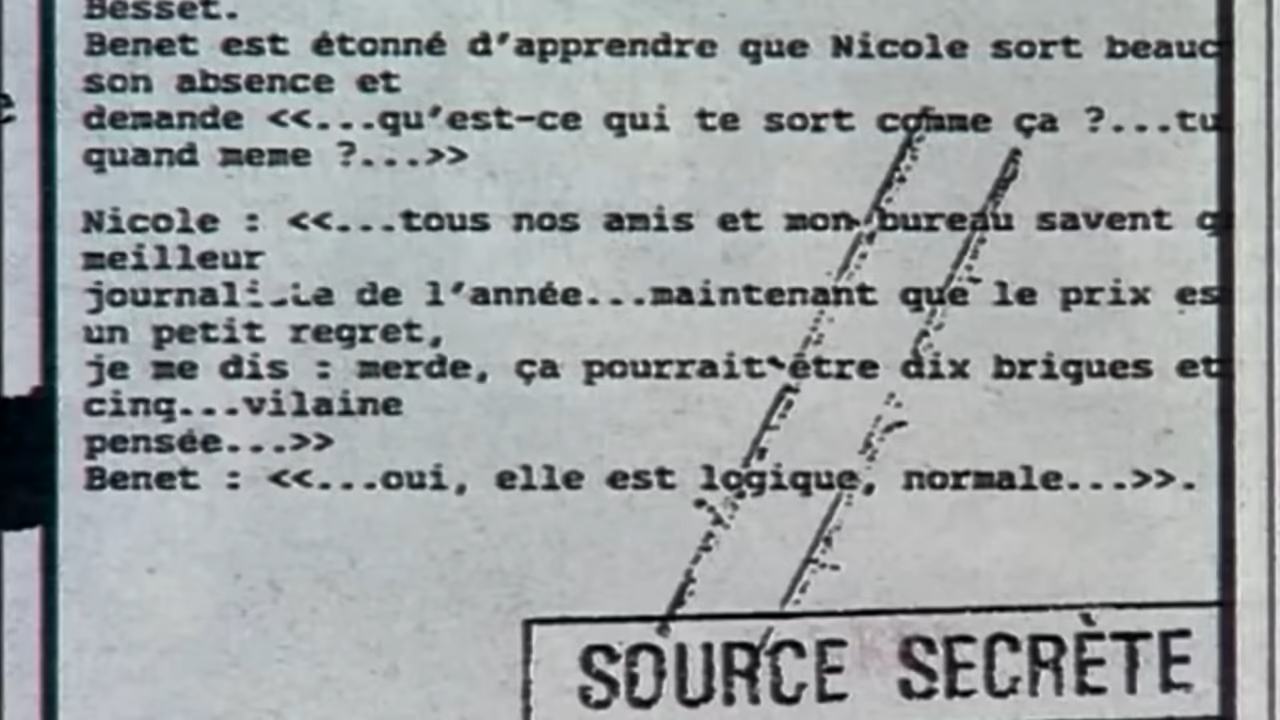 Besset.
Benet est étonné d'apprendre que Nicole sort beauc
son absence et
demande <<...qu'est-ce qui te sort comme ça ?...tu
quand meme ?...>>
Nicole : <<...tous nos amis et mon bureau savent q
meilleur
de l'année...maintenant que le prix es
un petit regret,
je me dis : merde, ça pourrait être dix briques et
cinq...vilaine
pensée...>>
Benet : <<...oui, elle est logique, normale...>>.
SOURCE SECRÈTE